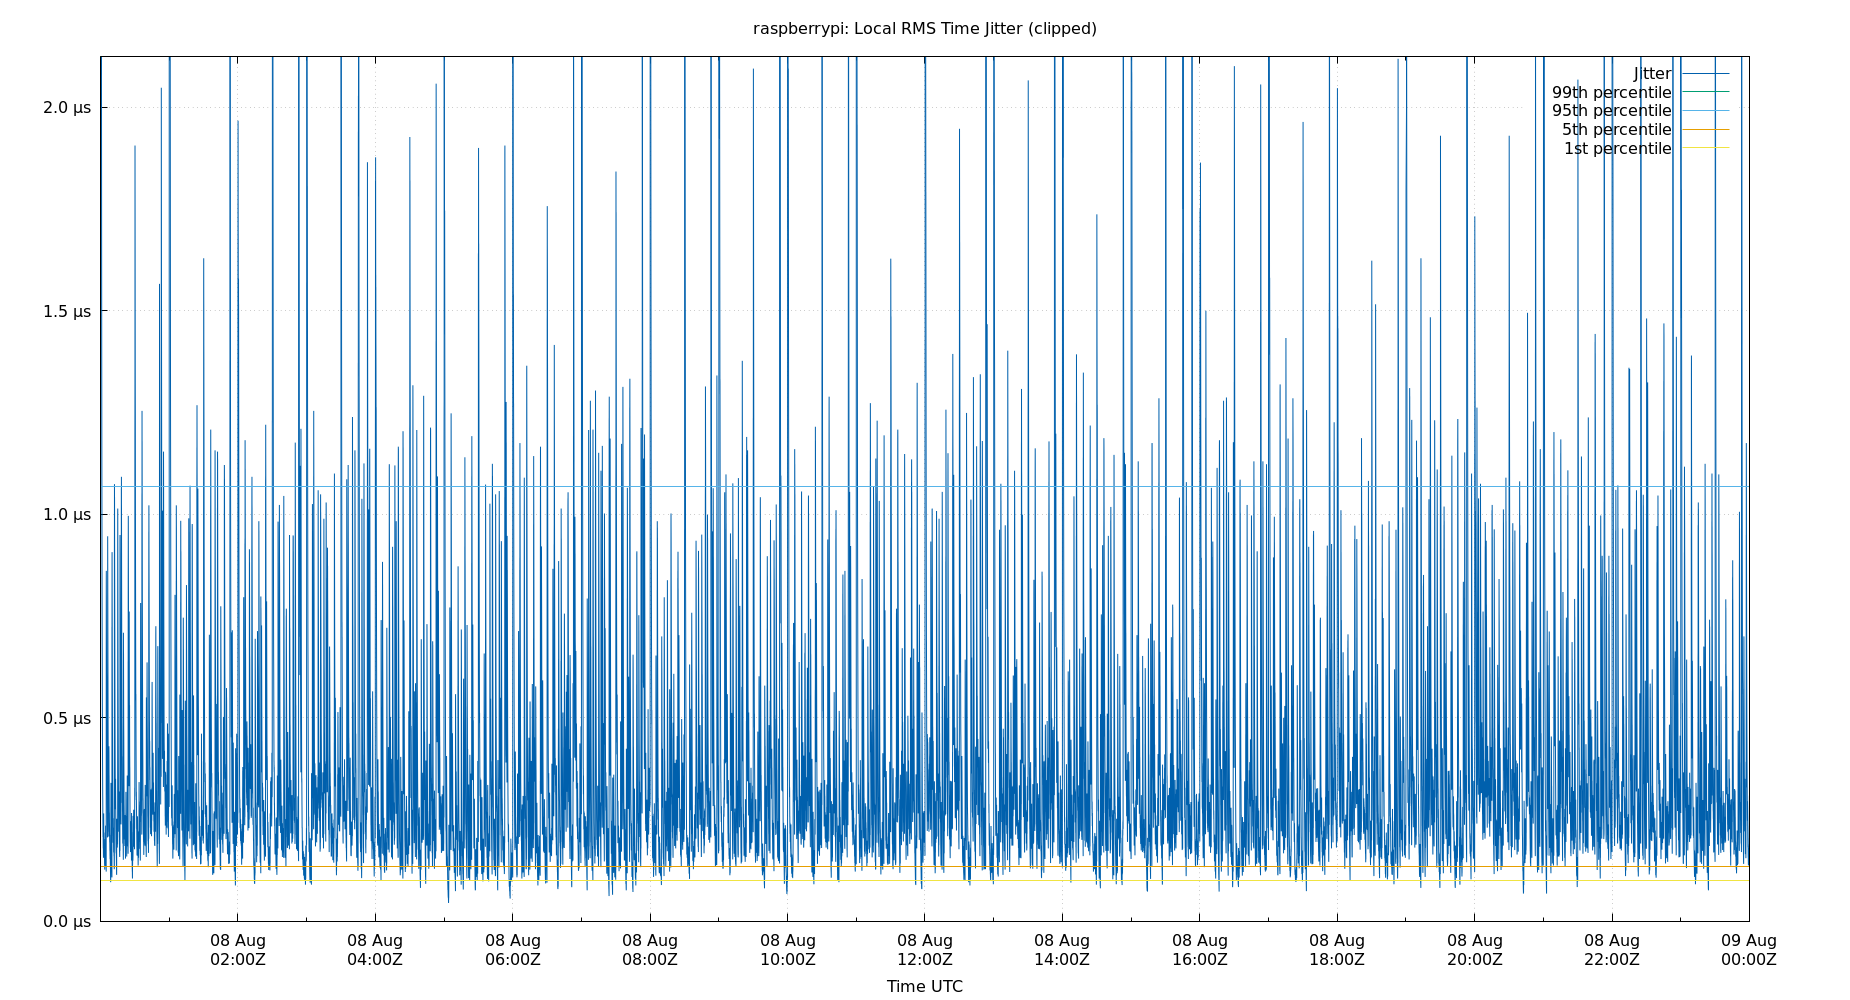 raspberrypi: Local RMS Time Jitter (clipped)
Jitter
99th percentile
95th percentile
5th percentile
1st percentile
2.0 µs
1.5 µs
1.0 µs
0.5 µs
0.0 µs
08 Aug 08 Aug 08 Aug 08 Aug 08 Aug 08 Aug 08 Aug 08 Aug 08 Aug 08 Aug 08 Aug 09 Aug
02:00Z 04:00Z 06:00Z 08:00Z 10:00Z 12:00Z 14:00Z 16:00Z 18:00Z 20:00Z 22:00Z 00:00Z
Time UTC